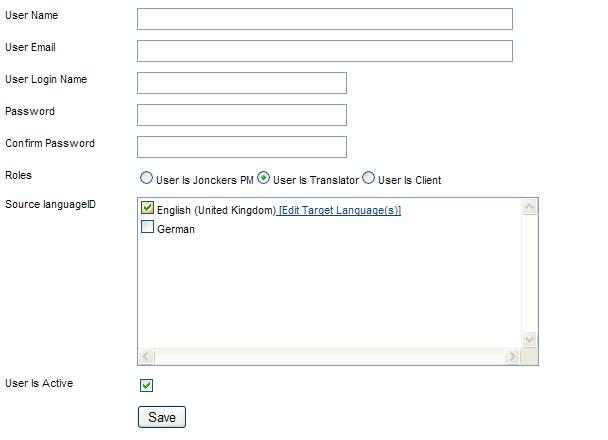 User Name
User Email
User Login Name
Password
Confirm Password
Roles User Is Jonckers PM User Is Translator User Is Client
Source languageID English (United Kingdom) [Edit Target Language(s)]
German
User Is Active
Save